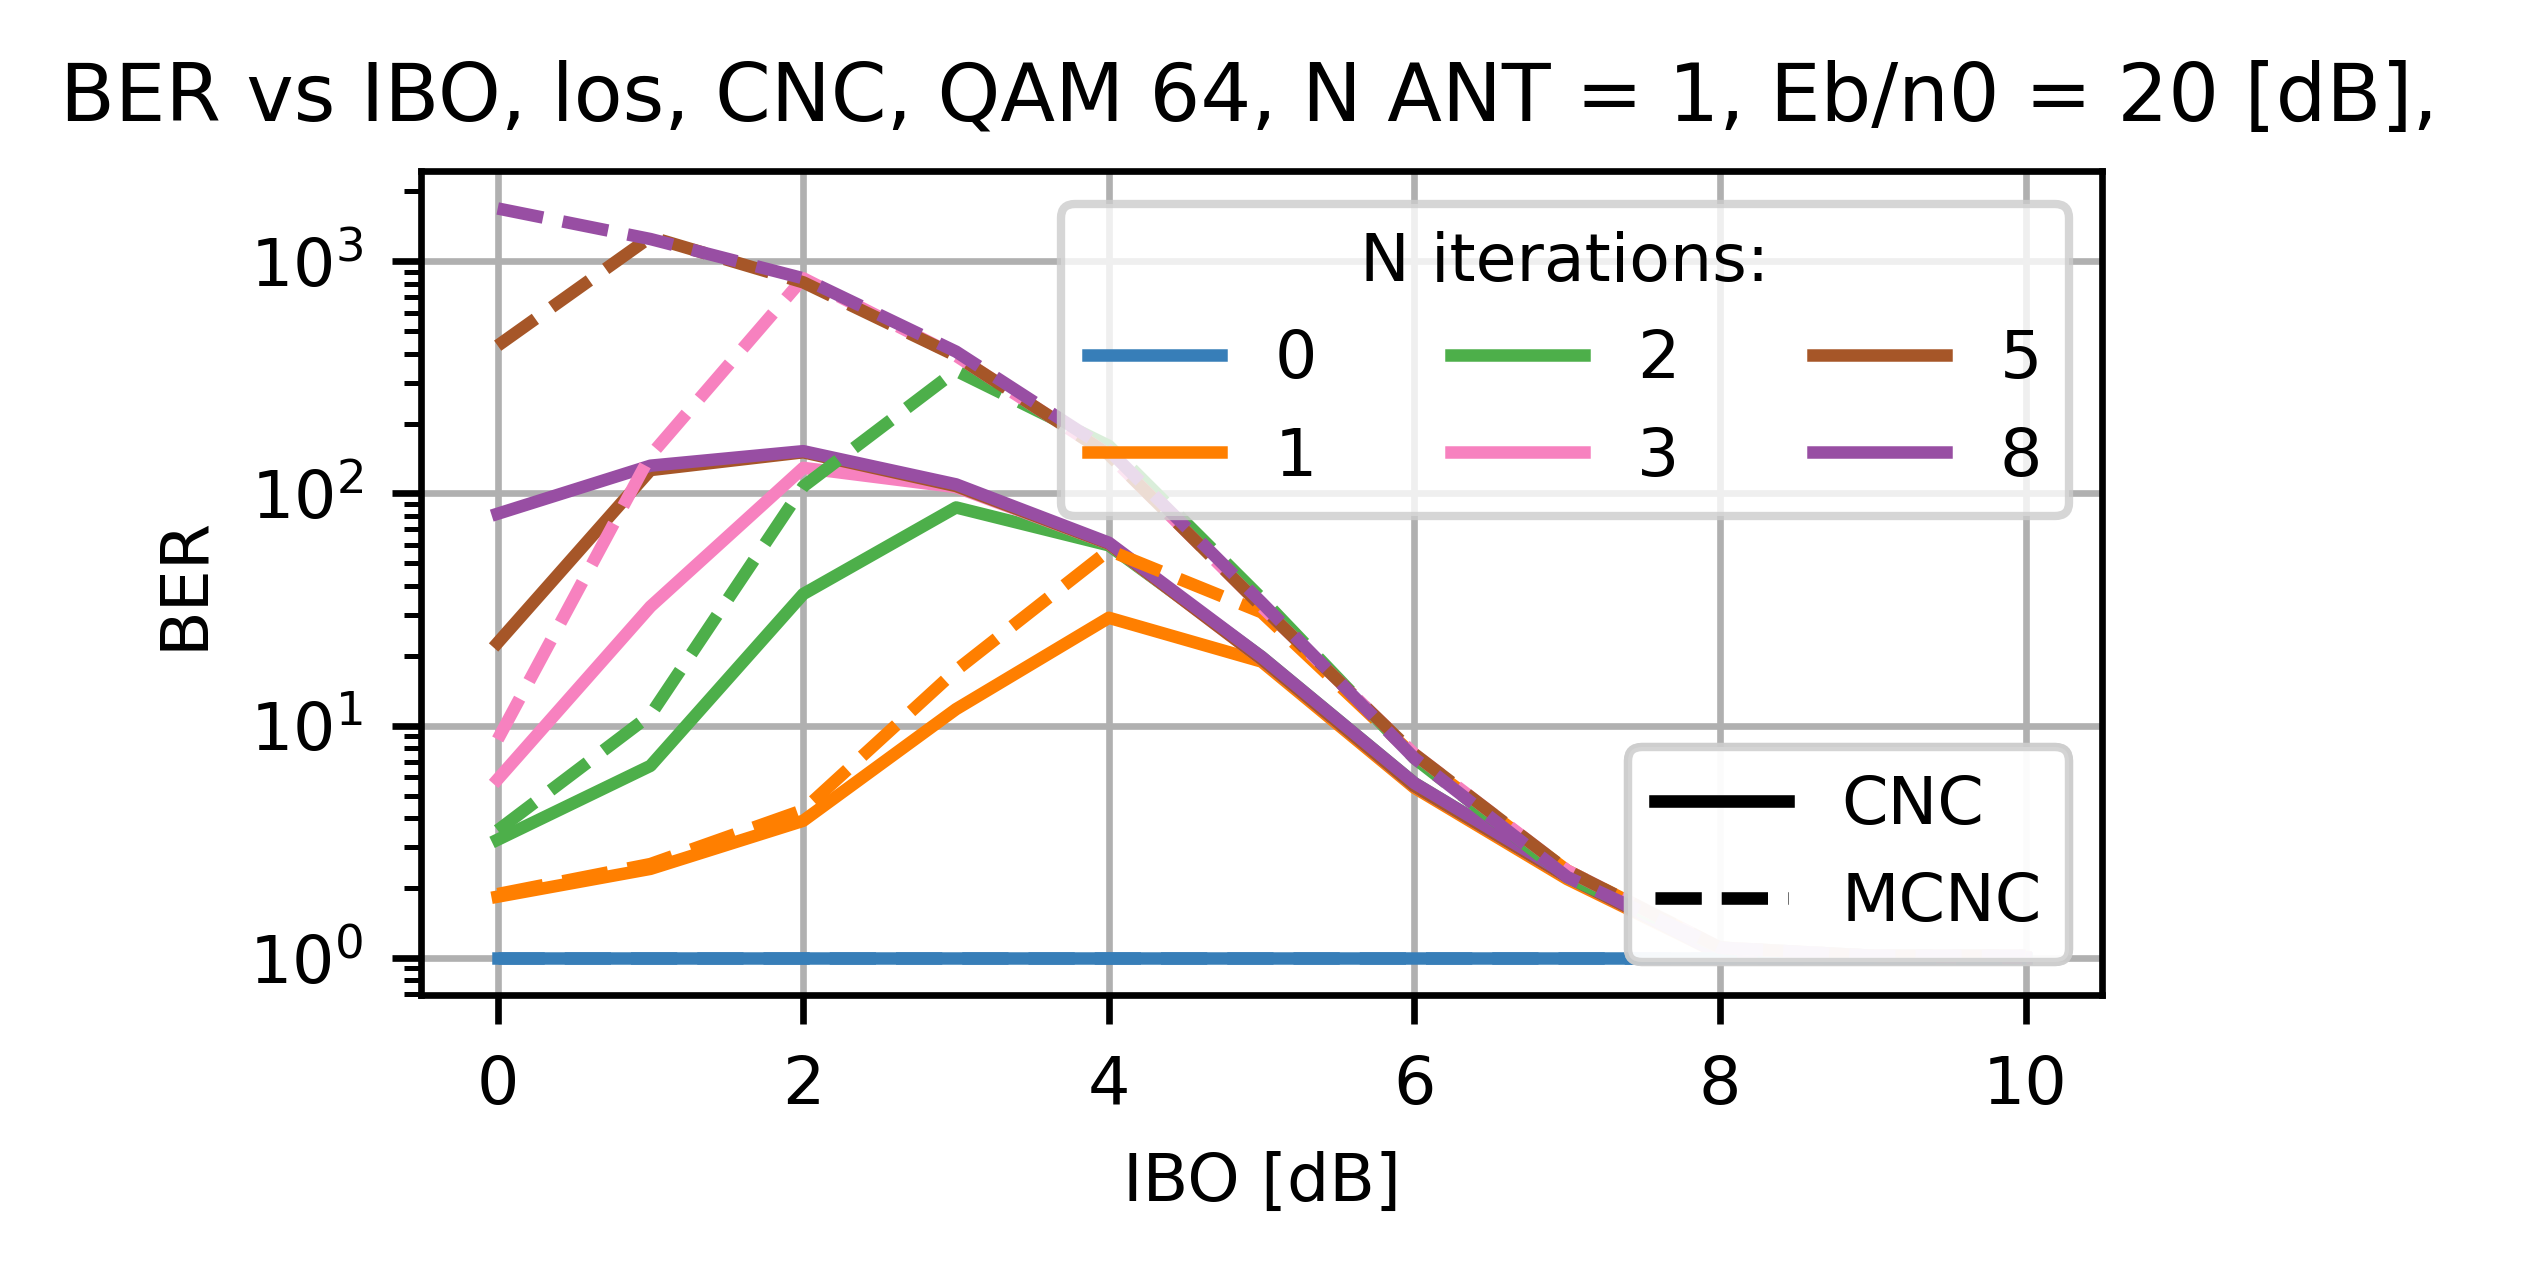 BER vs IBO, los, CNC, QAM 64, N ANT = 1, Eb/n0 = 20 [dB],
BER
10³
10²
10¹
10⁰
N iterations:
0 2 5
1 3 8
CNC
MCNC
0 2 4 6 8 10
IBO [dB]